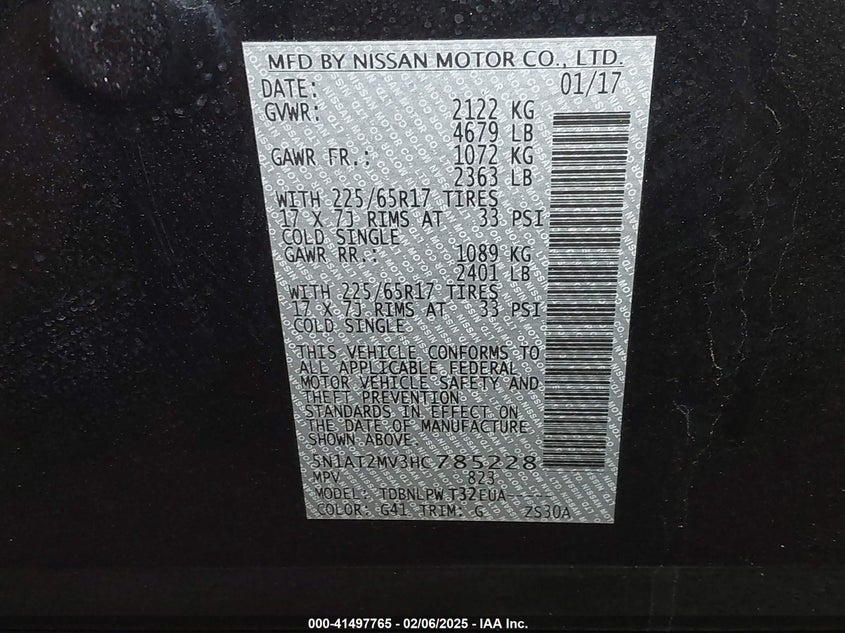 MFD BY NISSAN MOTOR CO., LTD.
DATE: 01/17
GVWR: 2122 KG
4679 LB
GAWR FR.: 1072 KG
2363 LB
WITH 225/65R17 TIRES
17 X 7J RIMS AT 33 PSI
COLD SINGLE
GAWR RR.: 1089 KG
2401 LB
WITH 225/65R17 TIRES
17 X 7J RIMS AT 33 PSI
COLD SINGLE
THIS VEHICLE CONFORMS TO
ALL APPLICABLE FEDERAL
MOTOR VEHICLE SAFETY AND
THEFT PREVENTION
STANDARDS IN EFFECT ON
THE DATE OF MANUFACTURE
SHOWN ABOVE.
5N1AT2MV3HC785228
MPV 823
MODEL: TDBNLPW T32EUA-----
COLOR: G41 TRIM: G ZS30A
000-41497765 - 02/06/2025 - IAA Inc.